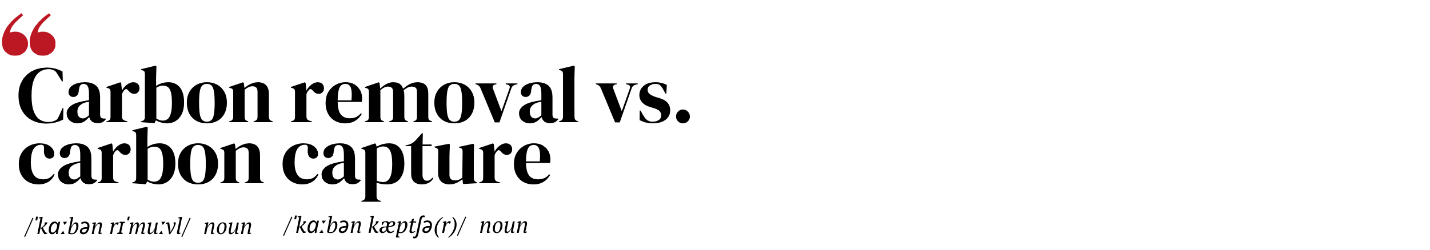 “
Carbon removal vs.
carbon capture
/ˈkɑːbən rɪˈmuːvl/ noun /ˈkɑːbən kæptʃə(r)/ noun